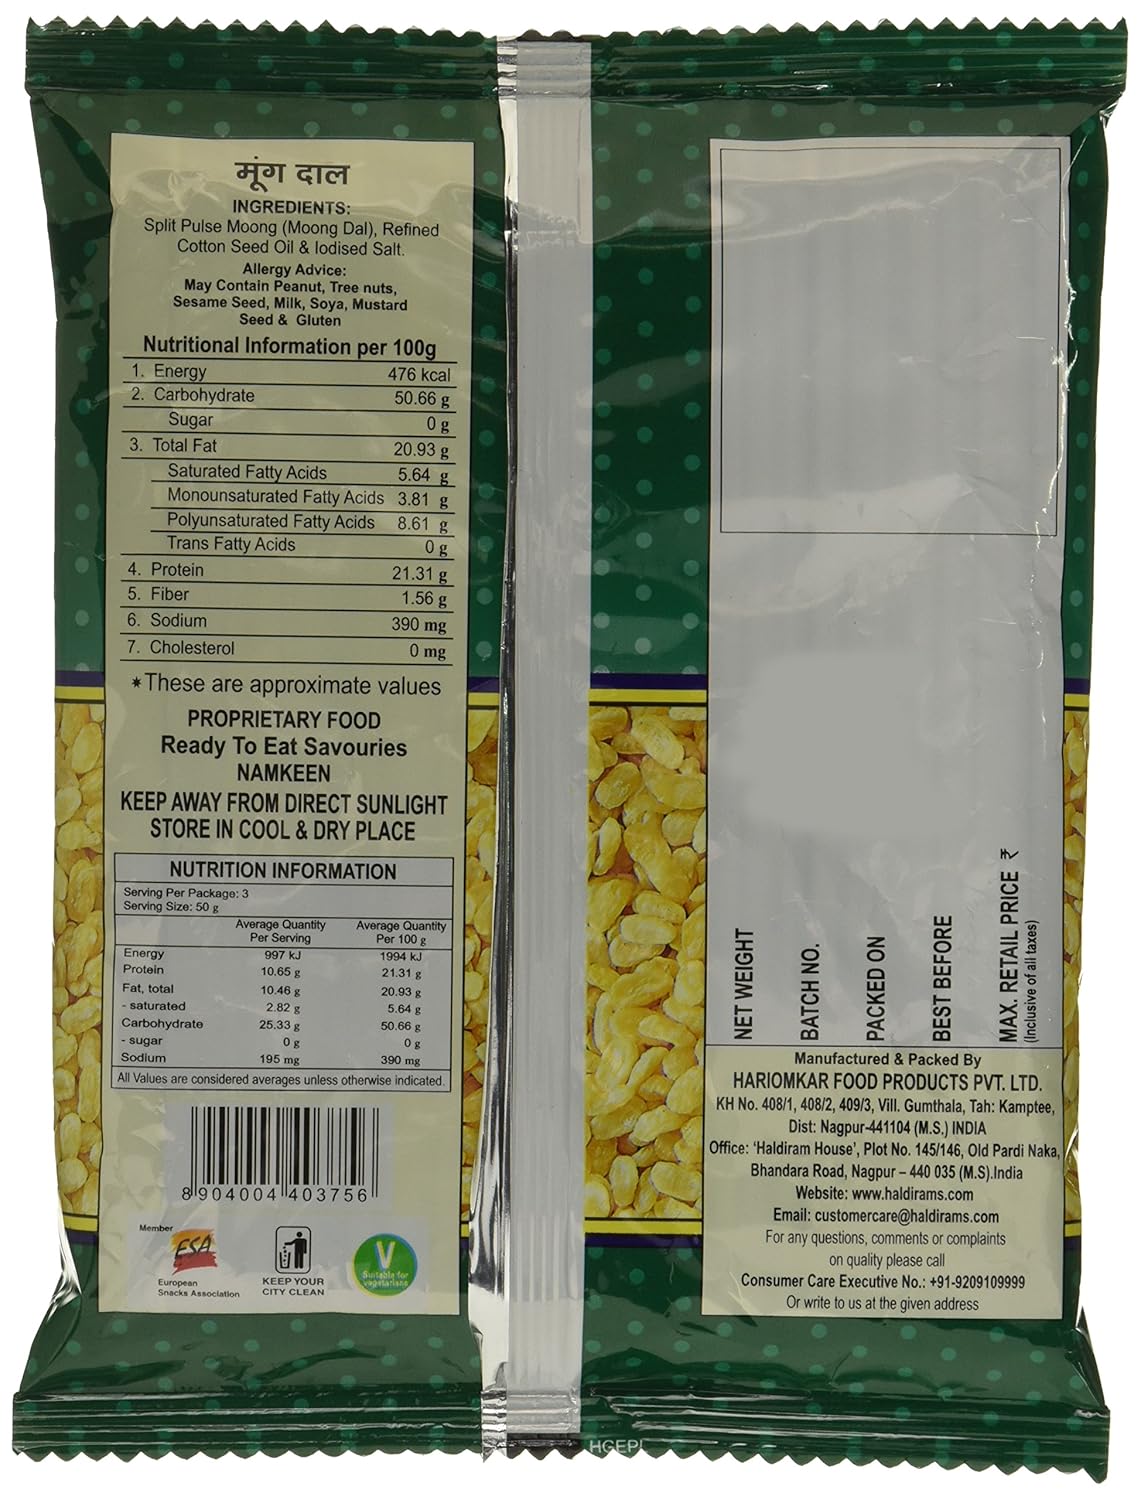 मूंग दाल
INGREDIENTS:
Split Pulse Moong (Moong Dal), Refined
Cotton Seed Oil & Iodised Salt.
Allergy Advice:
May Contain Peanut, Tree nuts,
Sesame Seed, Milk, Soya, Mustard
Seed & Gluten
Nutritional Information per 100g
1. Energy 476 kcal
2. Carbohydrate 50.66 g
Sugar 0 g
3. Total Fat 20.93 g
Saturated Fatty Acids 5.64 g
Monounsaturated Fatty Acids 3.81 g
Polyunsaturated Fatty Acids 8.61 g
Trans Fatty Acids 0 g
4. Protein 21.31 g
5. Fiber 1.56 g
6. Sodium 390 mg
7. Cholesterol 0 mg
*These are approximate values
PROPRIETARY FOOD
Ready To Eat Savouries
NAMKEEN
KEEP AWAY FROM DIRECT SUNLIGHT
STORE IN COOL & DRY PLACE
NUTRITION INFORMATION
Serving Per Package: 3
Serving Size: 50 g
Average Quantity Average Quantity
Per Serving Per 100 g
Energy 997 kJ 1994 kJ
Protein 10.65 g 21.31 g
Fat, total 10.46 g 20.93 g
- saturated 2.82 g 5.64 g
Carbohydrate 25.33 g 50.66 g
- sugar 0 g 0 g
Sodium 195 mg 390 mg
All Values are considered averages unless otherwise indicated.
8 904004 403756
Member
ESA
European
Snacks Association
KEEP YOUR
CITY CLEAN
V
Suitable for
vegetarians
NET WEIGHT
BATCH NO.
PACKED ON
BEST BEFORE
MAX. RETAIL PRICE ₹
(Inclusive of all taxes)
Manufactured & Packed By
HARIOMKAR FOOD PRODUCTS PVT. LTD.
KH No. 408/1, 408/2, 409/3, Vill. Gumthala, Tah: Kamptee,
Dist: Nagpur-441104 (M.S.) INDIA
Office: 'Haldiram House', Plot No. 145/146, Old Pardi Naka,
Bhandara Road, Nagpur – 440 035 (M.S).India
Website: www.haldirams.com
Email: customercare@haldirams.com
For any questions, comments or complaints
on quality please call
Consumer Care Executive No.: +91-9209109999
Or write to us at the given address